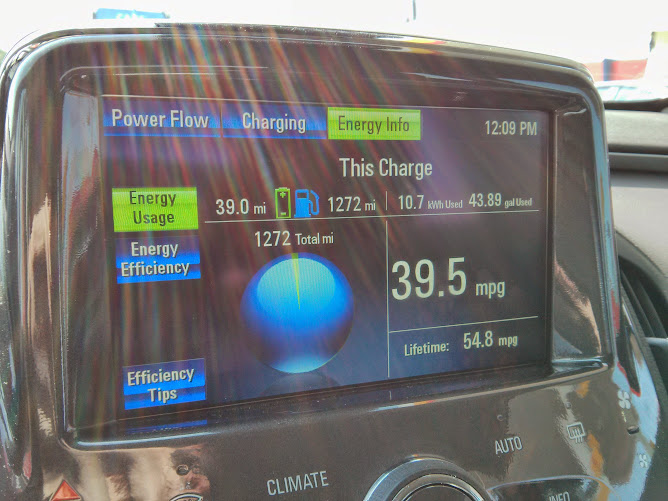 Power Flow Charging Energy Info 12:09 PM
This Charge
Energy
Usage
39.0 mi 1272 mi 10.7 kWh Used 43.89 gal Used
Energy
Efficiency
1272 Total mi
39.5 mpg
Lifetime: 54.8 mpg
Efficiency
Tips
CLIMATE
AUTO
INFO